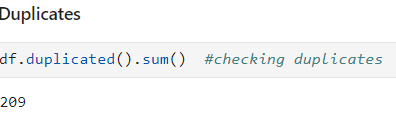 Duplicates
df.duplicated().sum()  #checking duplicates
209